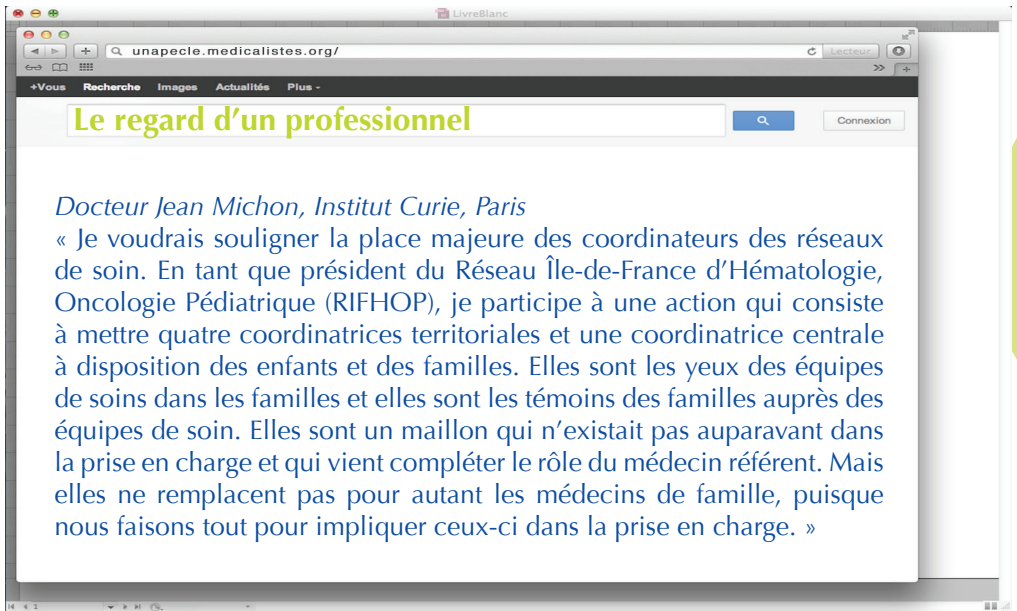 LivreBlanc
unapecle.medicalistes.org/
Lecteur
+Vous Recherche Images Actualités Plus -
Le regard d’un professionnel
Connexion
Docteur Jean Michon, Institut Curie, Paris
« Je voudrais souligner la place majeure des coordinateurs des réseaux
de soin. En tant que président du Réseau Île-de-France d’Hématologie,
Oncologie Pédiatrique (RIFHOP), je participe à une action qui consiste
à mettre quatre coordinatrices territoriales et une coordinatrice centrale
à disposition des enfants et des familles. Elles sont les yeux des équipes
de soins dans les familles et elles sont les témoins des familles auprès des
équipes de soin. Elles sont un maillon qui n’existait pas auparavant dans
la prise en charge et qui vient compléter le rôle du médecin référent. Mais
elles ne remplacent pas pour autant les médecins de famille, puisque
nous faisons tout pour impliquer ceux-ci dans la prise en charge. »
1